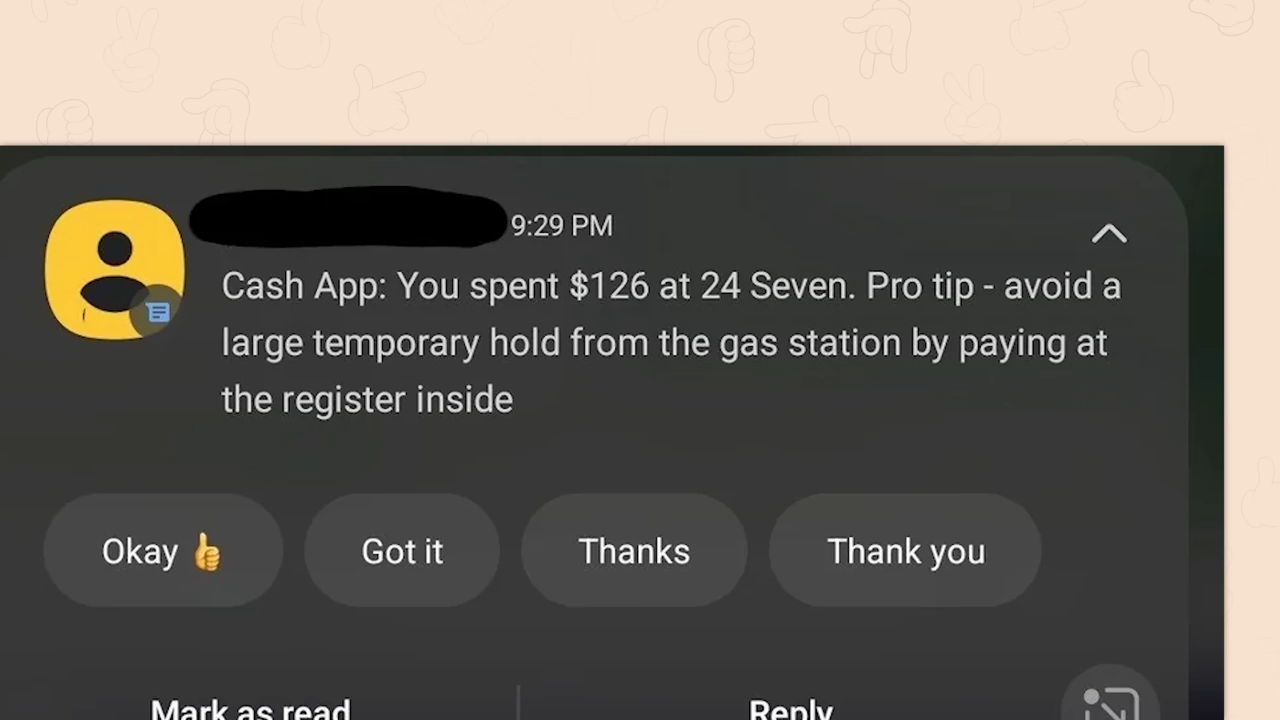 9:29 PM
Cash App: You spent $126 at 24 Seven. Pro tip - avoid a
large temporary hold from the gas station by paying at
the register inside
Okay 👍
Got it
Thanks
Thank you
Mark as read
Reply